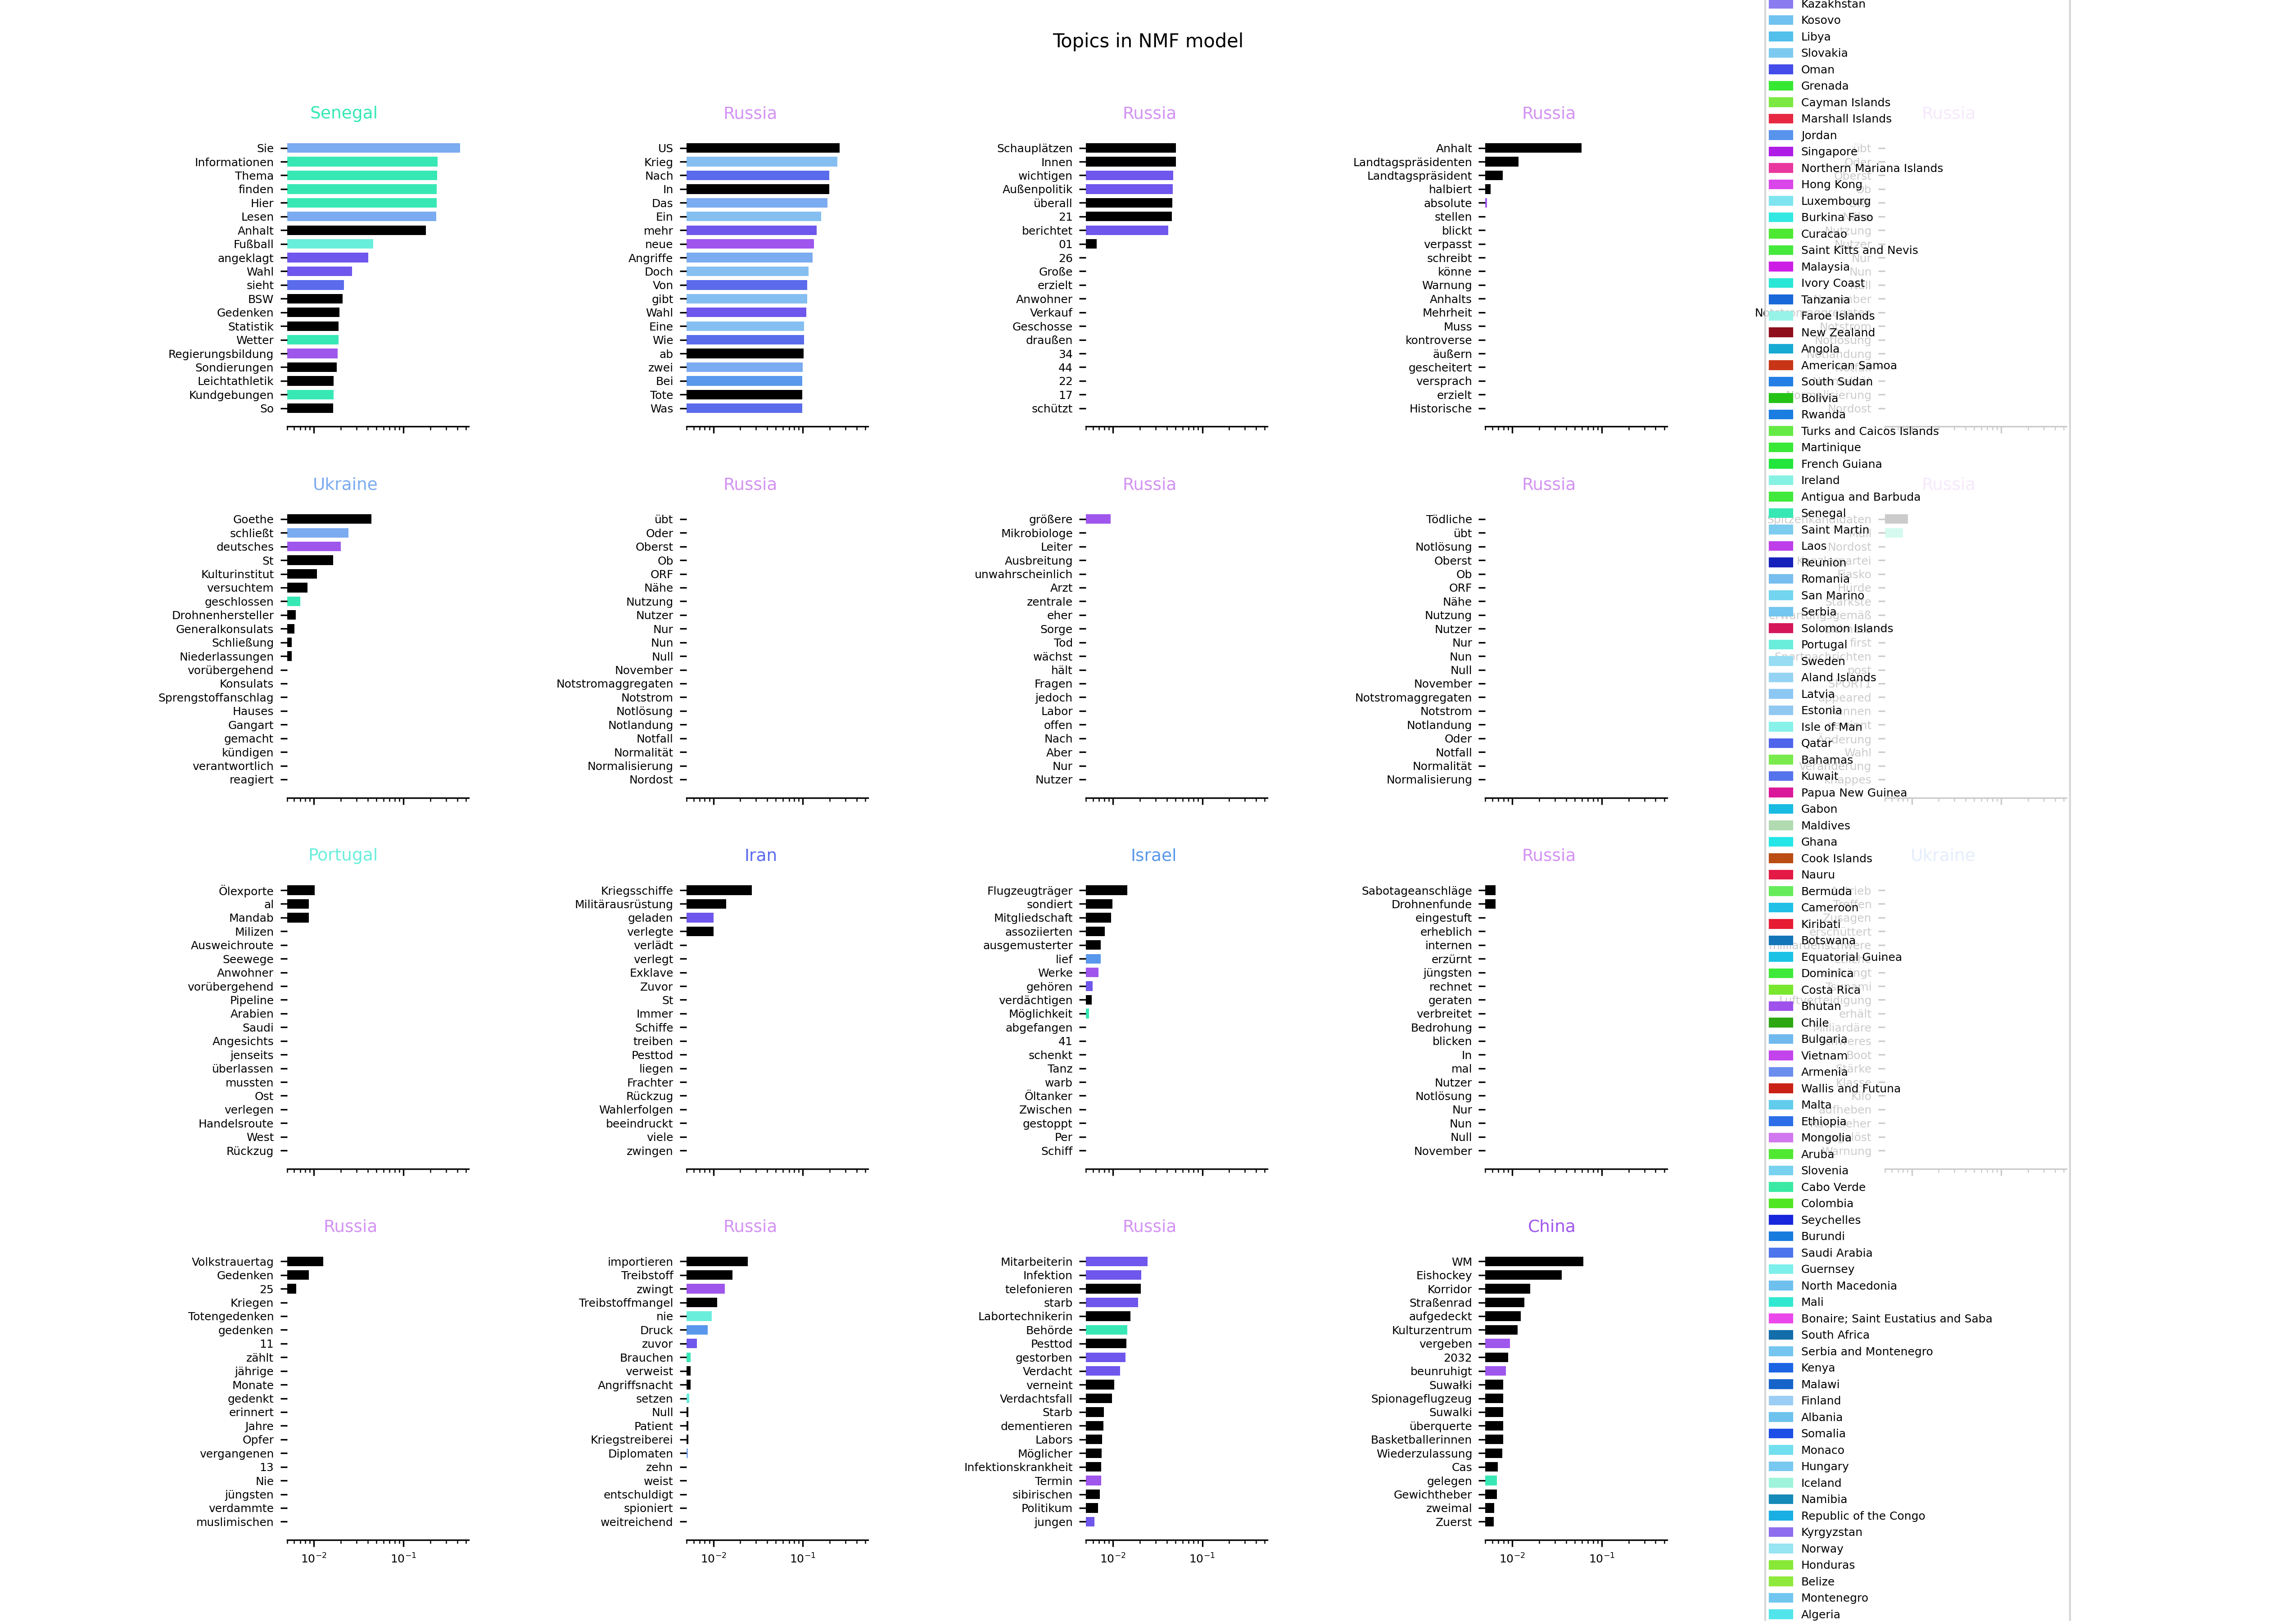 Topics in NMF model
Senegal
Sie
Informationen
Thema
finden
Hier
Lesen
Anhalt
Fußball
angeklagt
Wahl
sieht
BSW
Gedenken
Statistik
Wetter
Regierungsbildung
Sondierungen
Leichtathletik
Kundgebungen
So
Russia
US
Krieg
Nach
In
Das
Ein
mehr
neue
Angriffe
Doch
Von
gibt
Wahl
Eine
Wie
ab
zwei
Bei
Tote
Was
Russia
Schauplätzen
Innen
wichtigen
Außenpolitik
überall
21
berichtet
01
26
Große
erzielt
Anwohner
Verkauf
Geschosse
draußen
34
44
22
17
schützt
Russia
Anhalt
Landtagspräsidenten
Landtagspräsident
halbiert
absolute
stellen
blickt
verpasst
schreibt
könne
Warnung
Anhalts
Mehrheit
Muss
kontroverse
äußern
gescheitert
versprach
erzielt
Historische
Russia
Ukraine
Goethe
schließt
deutsches
St
Kulturinstitut
versuchtem
geschlossen
Drohnenhersteller
Generalkonsulats
Schließung
Niederlassungen
vorübergehend
Konsulats
Sprengstoffanschlag
Hauses
Gangart
gemacht
kündigen
verantwortlich
reagiert
Russia
übt
Oder
Oberst
Ob
ORF
Nähe
Nutzung
Nutzer
Nur
Nun
Null
November
Notstromaggregaten
Notstrom
Notlösung
Notlandung
Notfall
Normalität
Normalisierung
Nordost
Russia
größere
Mikrobiologe
Leiter
Ausbreitung
unwahrscheinlich
Arzt
zentrale
eher
Sorge
Tod
wächst
hält
Fragen
jedoch
Labor
offen
Nach
Aber
Nur
Nutzer
Russia
Tödliche
übt
Notlösung
Oberst
Ob
ORF
Nähe
Nutzung
Nutzer
Nur
Nun
Null
November
Notstromaggregaten
Notstrom
Notlandung
Oder
Notfall
Normalität
Normalisierung
Russia
Portugal
Ölexporte
al
Mandab
Milizen
Ausweichroute
Seewege
Anwohner
vorübergehend
Pipeline
Arabien
Saudi
Angesichts
jenseits
überlassen
mussten
Ost
verlegen
Handelsroute
West
Rückzug
Iran
Kriegsschiffe
Militärausrüstung
geladen
verlegte
verlädt
verlegt
Exklave
Zuvor
St
Immer
Schiffe
treiben
Pesttod
liegen
Frachter
Rückzug
Wahlerfolgen
beeindruckt
viele
zwingen
Israel
Flugzeugträger
sondiert
Mitgliedschaft
assoziierten
ausgemusterter
lief
Werke
gehören
verdächtigen
Möglichkeit
abgefangen
41
schenkt
Tanz
warb
Öltanker
Zwischen
gestoppt
Per
Schiff
Russia
Sabotageanschläge
Drohnenfunde
eingestuft
erheblich
internen
erzürnt
jüngsten
rechnet
geraten
verbreitet
Bedrohung
blicken
In
mal
Nutzer
Notlösung
Nur
Nun
Null
November
Ukraine
Russia
Volkstrauertag
Gedenken
25
Kriegen
Totengedenken
gedenken
11
zählt
jährige
Monate
gedenkt
erinnert
Jahre
Opfer
vergangenen
13
Nie
jüngsten
verdammte
muslimischen
10⁻² 10⁻¹
Russia
importieren
Treibstoff
zwingt
Treibstoffmangel
nie
Druck
zuvor
Brauchen
verweist
Angriffsnacht
setzen
Null
Patient
Kriegstreiberei
Diplomaten
zehn
weist
entschuldigt
spioniert
weitreichend
10⁻² 10⁻¹
Russia
Mitarbeiterin
Infektion
telefonieren
starb
Labortechnikerin
Behörde
Pesttod
gestorben
Verdacht
verneint
Verdachtsfall
Starb
dementieren
Labors
Möglicher
Infektionskrankheit
Termin
sibirischen
Politikum
jungen
10⁻² 10⁻¹
China
WM
Eishockey
Korridor
Straßenrad
aufgedeckt
Kulturzentrum
vergeben
2032
beunruhigt
Suwałki
Spionageflugzeug
Suwalki
überquerte
Basketballerinnen
Wiederzulassung
Cas
gelegen
Gewichtheber
zweimal
Zuerst
10⁻² 10⁻¹
Kazakhstan
Kosovo
Libya
Slovakia
Oman
Grenada
Cayman Islands
Marshall Islands
Jordan
Singapore
Northern Mariana Islands
Hong Kong
Luxembourg
Burkina Faso
Curacao
Saint Kitts and Nevis
Malaysia
Ivory Coast
Tanzania
Faroe Islands
New Zealand
Angola
American Samoa
South Sudan
Bolivia
Rwanda
Turks and Caicos Islands
Martinique
French Guiana
Ireland
Antigua and Barbuda
Senegal
Saint Martin
Laos
Reunion
Romania
San Marino
Serbia
Solomon Islands
Portugal
Sweden
Aland Islands
Latvia
Estonia
Isle of Man
Qatar
Bahamas
Kuwait
Papua New Guinea
Gabon
Maldives
Ghana
Cook Islands
Nauru
Bermuda
Cameroon
Kiribati
Botswana
Equatorial Guinea
Dominica
Costa Rica
Bhutan
Chile
Bulgaria
Vietnam
Armenia
Wallis and Futuna
Malta
Ethiopia
Mongolia
Aruba
Slovenia
Cabo Verde
Colombia
Seychelles
Burundi
Saudi Arabia
Guernsey
North Macedonia
Mali
Bonaire; Saint Eustatius and Saba
South Africa
Serbia and Montenegro
Kenya
Malawi
Finland
Albania
Somalia
Monaco
Hungary
Iceland
Namibia
Republic of the Congo
Kyrgyzstan
Norway
Honduras
Belize
Montenegro
Algeria